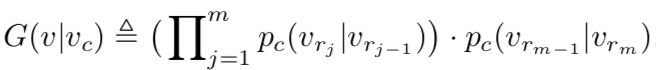 G(v|v_c) ≜ (∏_{j=1}^{m} p_c(v_{r_j}|v_{r_{j-1}})) · p_c(v_{r_{m-1}}|v_{r_m})